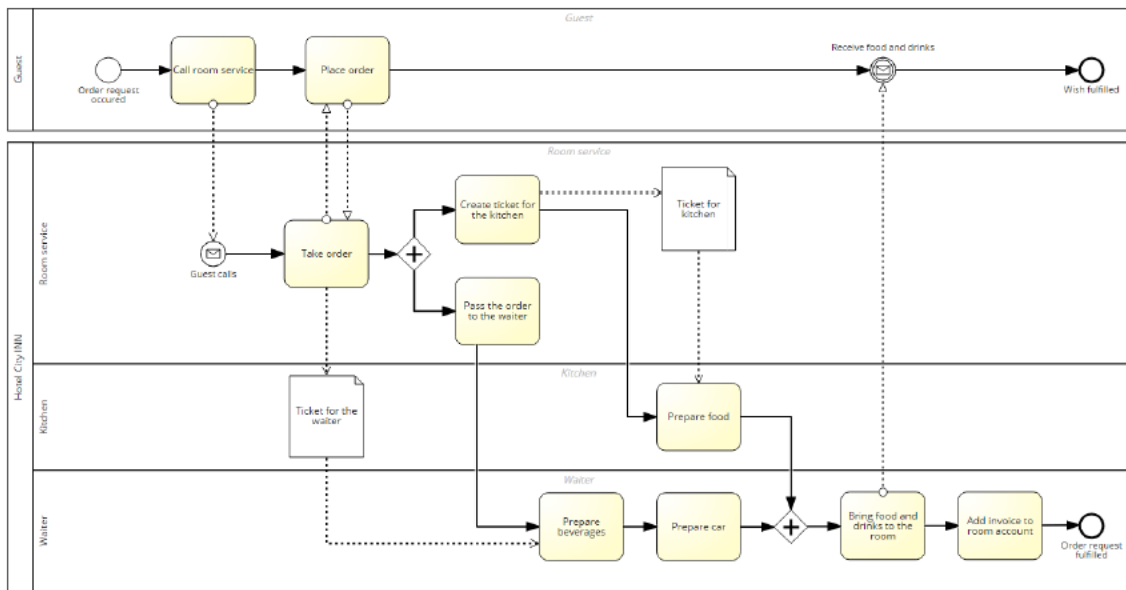 Guest
Guest
Call room service
Place order
Receive food and drinks
Order request
occured
Wish fulfilled
Hotel City INN
Room service
Room service
Create ticket for
the kitchen
Ticket for
kitchen
Take order
Guest calls
Pass the order
to the waiter
Kitchen
Kitchen
Ticket for the
waiter
Prepare food
Waiter
Waiter
Prepare
beverages
Prepare car
Bring food and
drinks to the
room
Add invoice to
room account
Order request
fulfilled